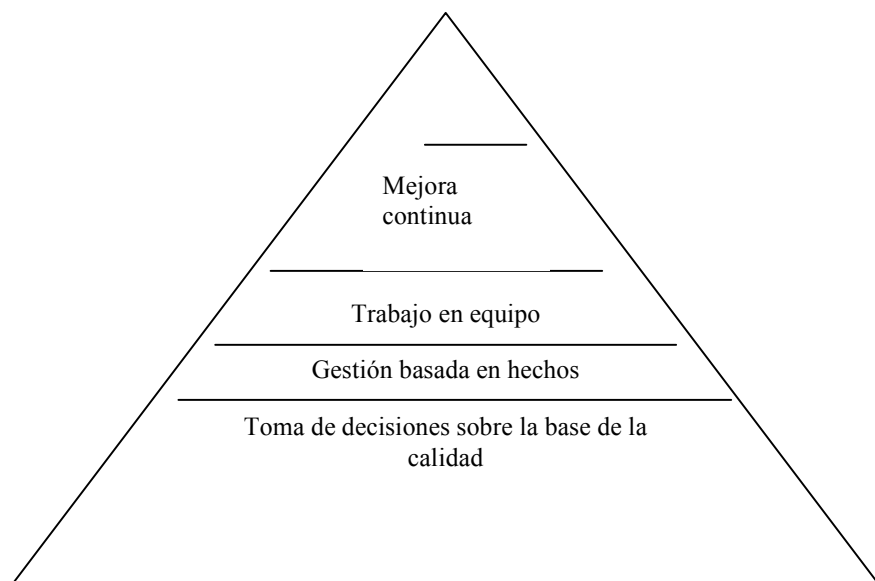 Mejora
continua
Trabajo en equipo
Gestión basada en hechos
Toma de decisiones sobre la base de la
calidad